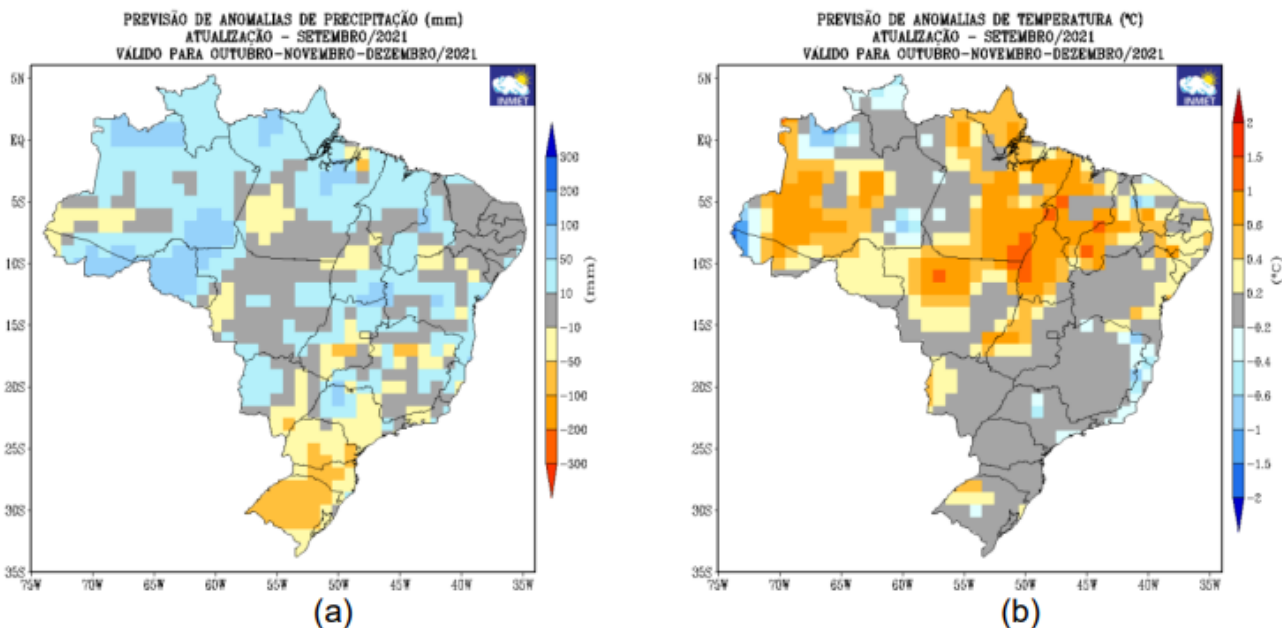 PREVISÃO DE ANOMALIAS DE PRECIPITAÇÃO (mm)
ATUALIZAÇÃO - SETEMBRO/2021
VÁLIDO PARA OUTUBRO-NOVEMBRO-DEZEMBRO/2021
INMET
5N
EQ
5S
10S
15S
20S
25S
30S
35S
75W
70W
65W
60W
55W
50W
45W
40W
35W
300
200
100
50
10
-10
-50
-100
-200
-300
(mm)
(a)
PREVISÃO DE ANOMALIAS DE TEMPERATURA (°C)
ATUALIZAÇÃO - SETEMBRO/2021
VÁLIDO PARA OUTUBRO-NOVEMBRO-DEZEMBRO/2021
INMET
5N
EQ
5S
10S
15S
20S
25S
30S
35S
75W
70W
65W
60W
55W
50W
45W
40W
35W
2
1.5
1
0.6
0.4
0.2
-0.2
-0.4
-0.6
-1
-1.5
-2
(°C)
(b)